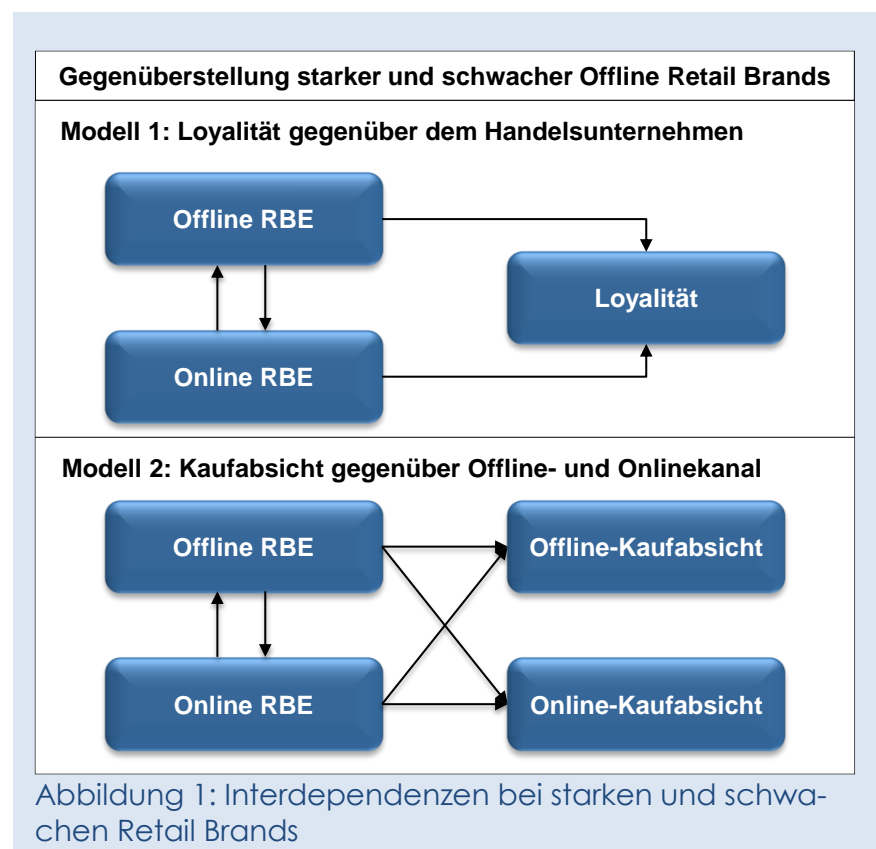 Gegenüberstellung starker und schwacher Offline Retail Brands
Modell 1: Loyalität gegenüber dem Handelsunternehmen
Offline RBE
Loyalität
Online RBE
Modell 2: Kaufabsicht gegenüber Offline- und Onlinekanal
Offline RBE
Offline-Kaufabsicht
Online RBE
Online-Kaufabsicht
Abbildung 1: Interdependenzen bei starken und schwa-
chen Retail Brands